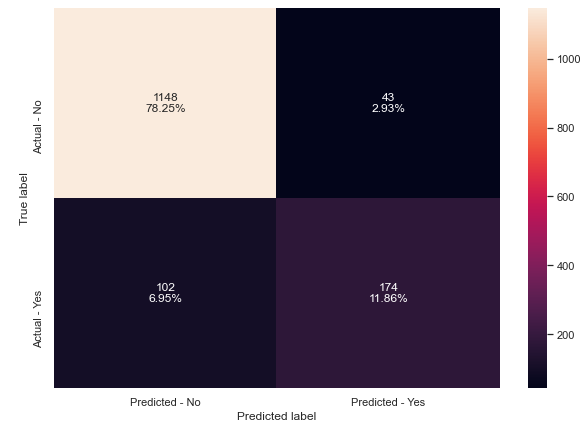 1148
78.25%
43
2.93%
102
6.95%
174
11.86%
Actual - No
Actual - Yes
True label
Predicted - No
Predicted - Yes
Predicted label
1000
800
600
400
200